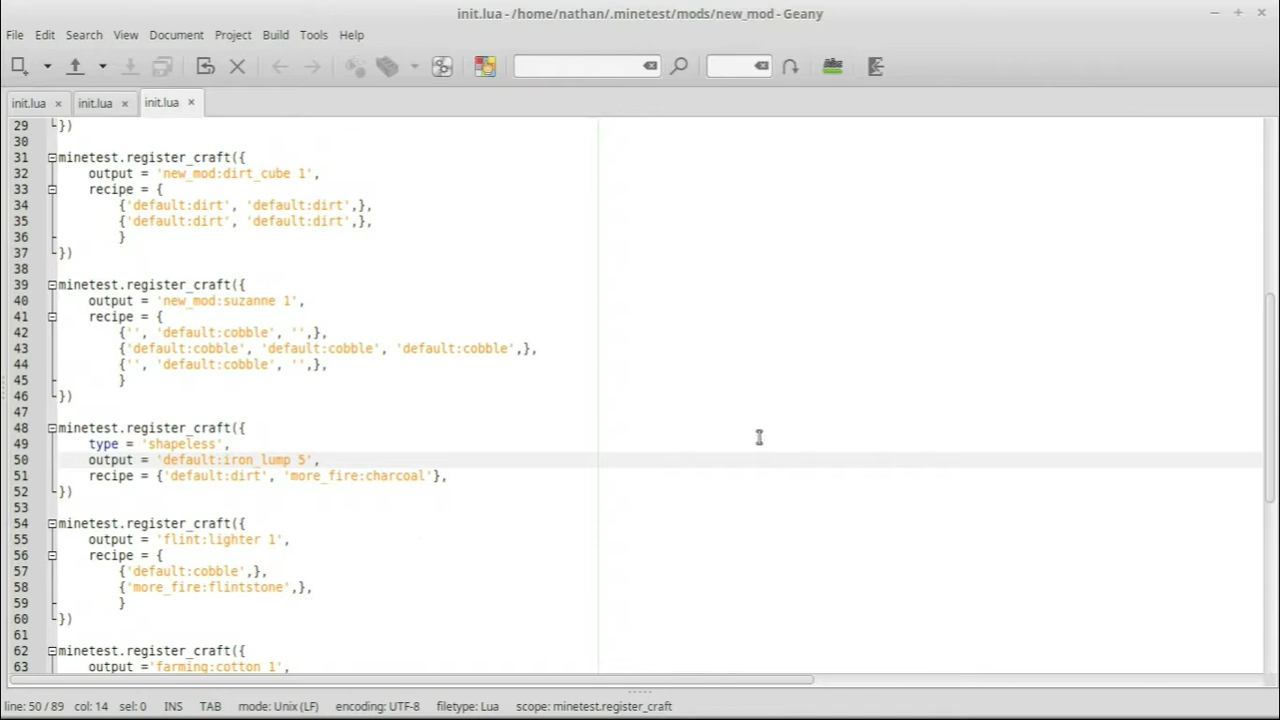 init.lua - /home/nathan/.minetest/mods/new_mod - Geany
File Edit Search View Document Project Build Tools Help
init.lua init.lua init.lua
29 })
30
31 minetest.register_craft({
32 output = 'new_mod:dirt_cube 1',
33 recipe = {
34 {'default:dirt', 'default:dirt',},
35 {'default:dirt', 'default:dirt',},
36 }
37 })
38
39 minetest.register_craft({
40 output = 'new_mod:suzanne 1',
41 recipe = {
42 {'', 'default:cobble', '',},
43 {'default:cobble', 'default:cobble', 'default:cobble',},
44 {'', 'default:cobble', '',},
45 }
46 })
47
48 minetest.register_craft({
49 type = 'shapeless',
50 output = 'default:iron_lump 5',
51 recipe = {'default:dirt', 'more_fire:charcoal'},
52 })
53
54 minetest.register_craft({
55 output = 'flint:lighter 1',
56 recipe = {
57 {'default:cobble',},
58 {'more_fire:flintstone',},
59 }
60 })
61
62 minetest.register_craft({
63 output ='farming:cotton 1',
line: 50 / 89 col: 14 sel: 0 INS TAB mode: Unix (LF) encoding: UTF-8 filetype: Lua scope: minetest.register_craft